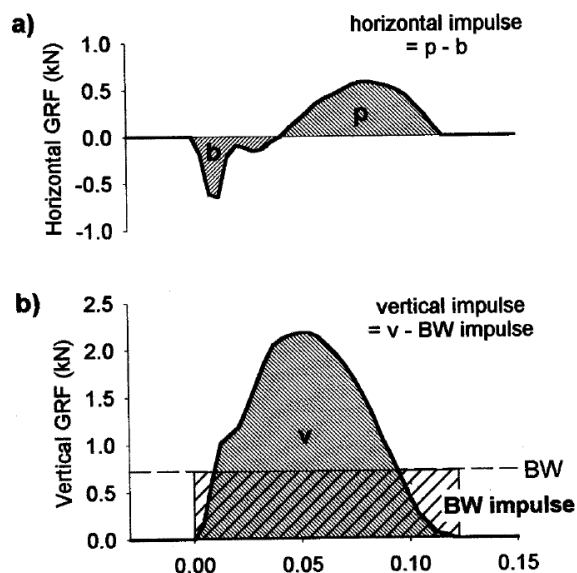 a)
horizontal impulse
= p - b
Horizontal GRF (kN)
1.0
0.5
0.0
-0.5
-1.0
b
p
b)
vertical impulse
= v - BW impulse
Vertical GRF (kN)
2.5
2.0
1.5
1.0
0.5
0.0
v
BW
BW impulse
0.00
0.05
0.10
0.15